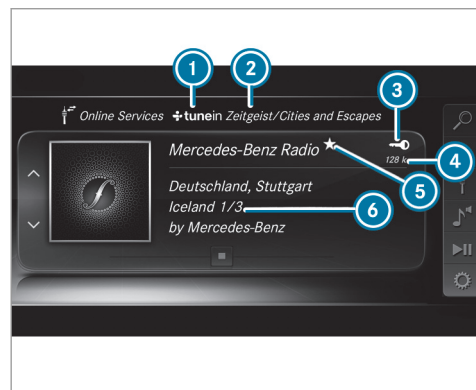 1 2
3
Online Services tunein Zeitgeist/Cities and Escapes
Mercedes-Benz Radio
128 k
4
5
Deutschland, Stuttgart
Iceland 1/3
6
by Mercedes-Benz